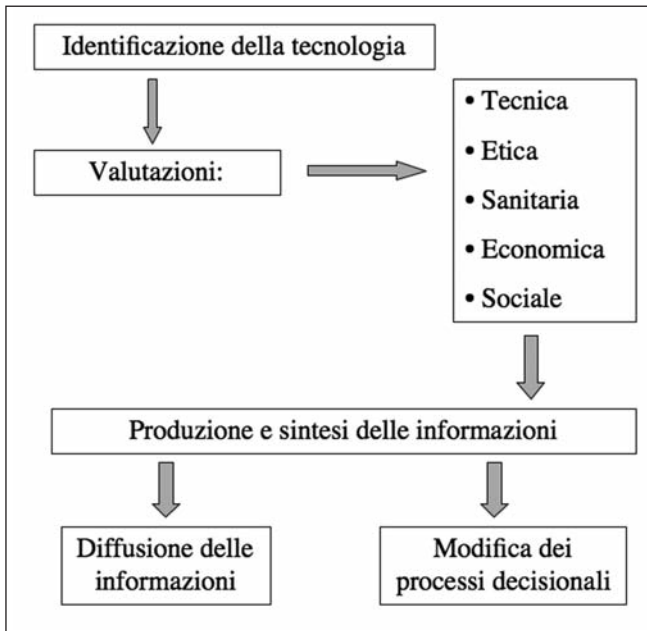 Identificazione della tecnologia
Valutazioni:
• Tecnica
• Etica
• Sanitaria
• Economica
• Sociale
Produzione e sintesi delle informazioni
Diffusione delle
informazioni
Modifica dei
processi decisionali